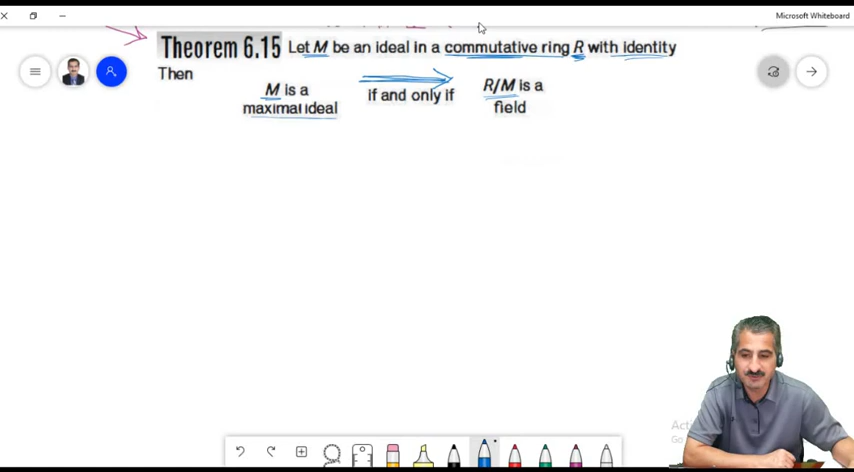 Microsoft Whiteboard
Theorem 6.15 Let M be an ideal in a commutative ring R with identity
Then
M is a maximal ideal
if and only if
R/M is a field